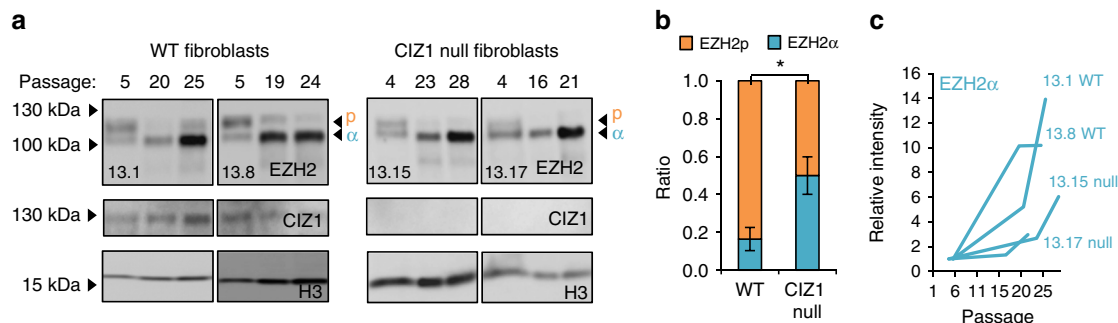 a
WT fibroblasts
CIZ1 null fibroblasts
Passage: 5 20 25 5 19 24 4 23 28 4 16 21
130 kDa
100 kDa
p
α
p
α
13.1
13.8
EZH2
13.15
13.17
EZH2
130 kDa
CIZ1
CIZ1
15 kDa
H3
H3
b
EZH2p
EZH2α
*
1.0
0.8
0.6
0.4
0.2
0.0
Ratio
WT
CIZ1
null
c
EZH2α
16
14
12
10
8
6
4
2
0
Relative intensity
13.1 WT
13.8 WT
13.15 null
13.17 null
1 6 11 15 20 25
Passage